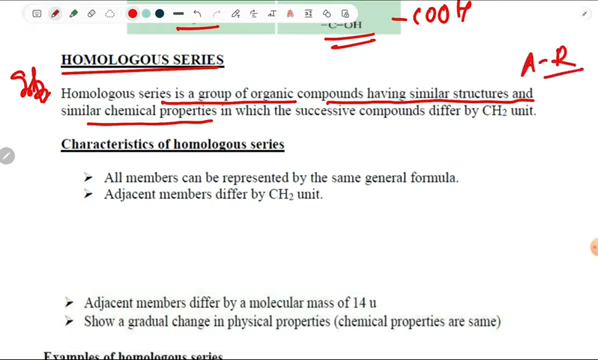 -C-OH
-COOH
HOMOLOGOUS SERIES
A-R
Homologous series is a group of organic compounds having similar structures and
similar chemical properties in which the successive compounds differ by CH2 unit.
Characteristics of homologous series
➢ All members can be represented by the same general formula.
➢ Adjacent members differ by CH2 unit.
➢ Adjacent members differ by a molecular mass of 14 u
➢ Show a gradual change in physical properties (chemical properties are same)
Examples of homologous series